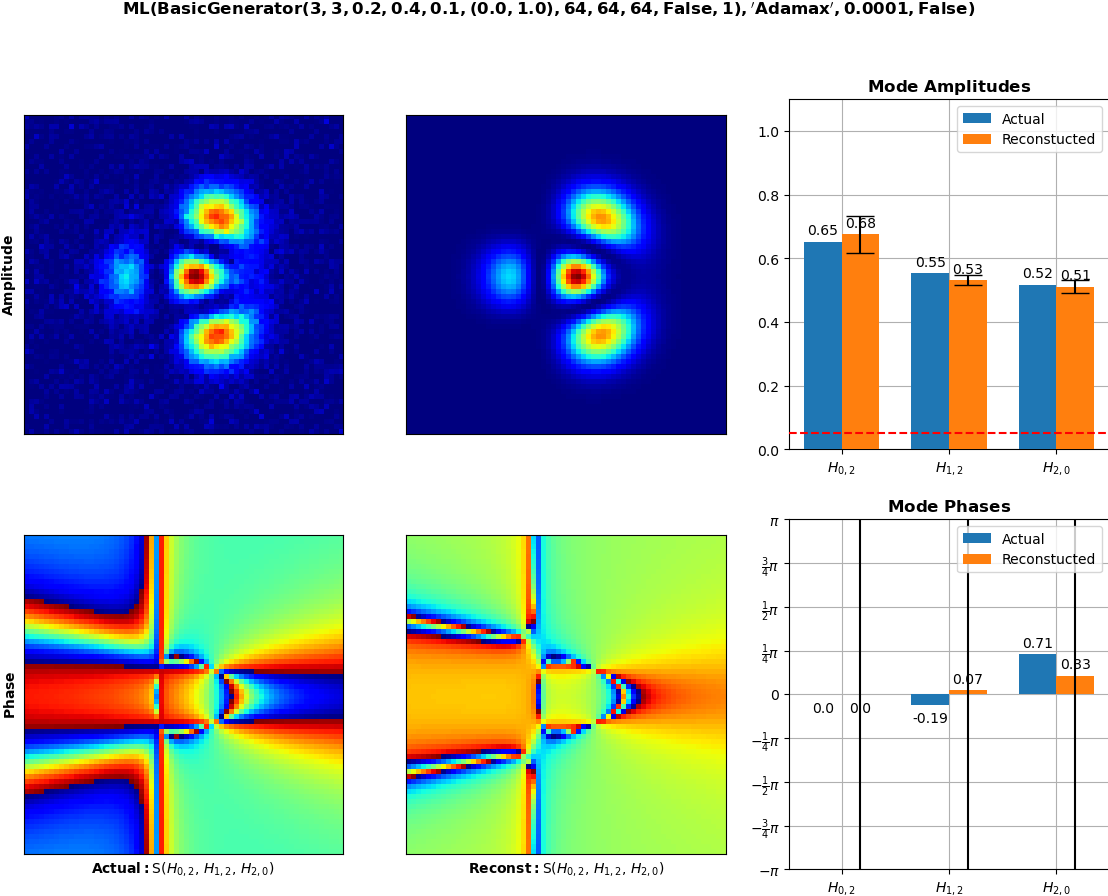 ML(BasicGenerator(3, 3, 0.2, 0.4, 0.1, (0.0, 1.0), 64, 64, 64, False, 1), 'Adamax', 0.0001, False)
Amplitude
Mode Amplitudes
Actual
Reconstucted
1.0
0.8
0.6
0.4
0.2
0.0
0.65
0.68
0.55
0.53
0.52
0.51
H0, 2
H1, 2
H2, 0
Phase
Actual: S(H0, 2, H1, 2, H2, 0)
Reconst: S(H0, 2, H1, 2, H2, 0)
Mode Phases
Actual
Reconstucted
π
3/4π
1/2π
1/4π
0
−1/4π
−1/2π
−3/4π
−π
0.0
0.0
-0.19
0.07
0.71
0.33
H0, 2
H1, 2
H2, 0